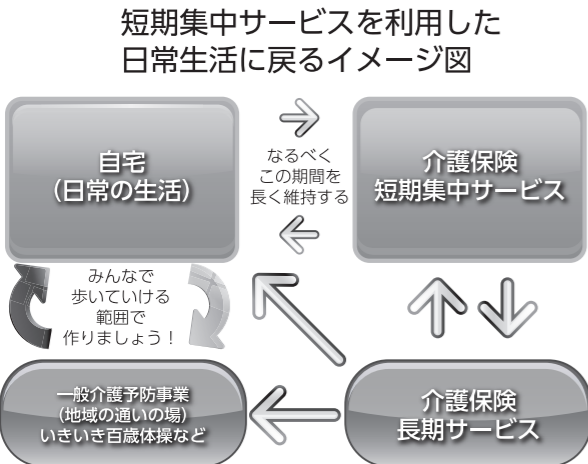 短期集中サービスを利用した
日常生活に戻るイメージ図
自宅
（日常の生活）
なるべく
この期間を
長く維持する
介護保険
短期集中サービス
みんなで
歩いていける
範囲で
作りましょう！
一般介護予防事業
（地域の通いの場）
いきいき百歳体操など
介護保険
長期サービス